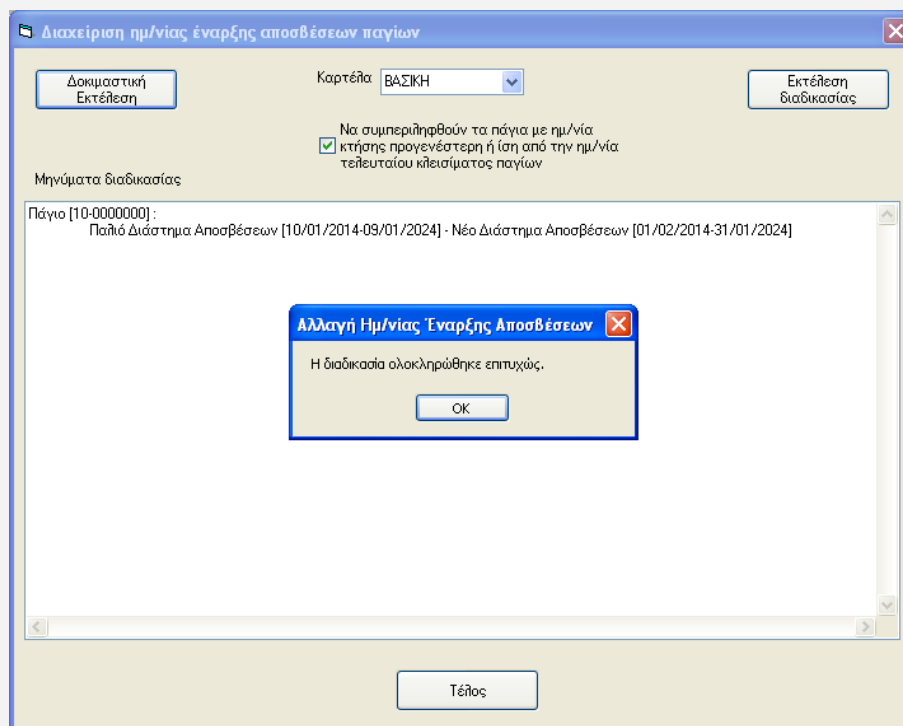 Διαχείριση ημ/νίας έναρξης αποσβέσεων παγίων
Δοκιμαστική
Εκτέλεση
Καρτέλα ΒΑΣΙΚΗ
Εκτέλεση
διαδικασίας
Να συμπεριληφθούν τα πάγια με ημ/νία
κτήσης προγενέστερη ή ίση από την ημ/νία
τελευταίου κλεισίματος παγίων
Μηνύματα διαδικασίας
Πάγιο [10-0000000] :
Παλιό Διάστημα Αποσβέσεων [10/01/2014-09/01/2024] - Νέο Διάστημα Αποσβέσεων [01/02/2014-31/01/2024]
Αλλαγή Ημ/νίας Έναρξης Αποσβέσεων
Η διαδικασία ολοκληρώθηκε επιτυχώς.
OK
Τέλος